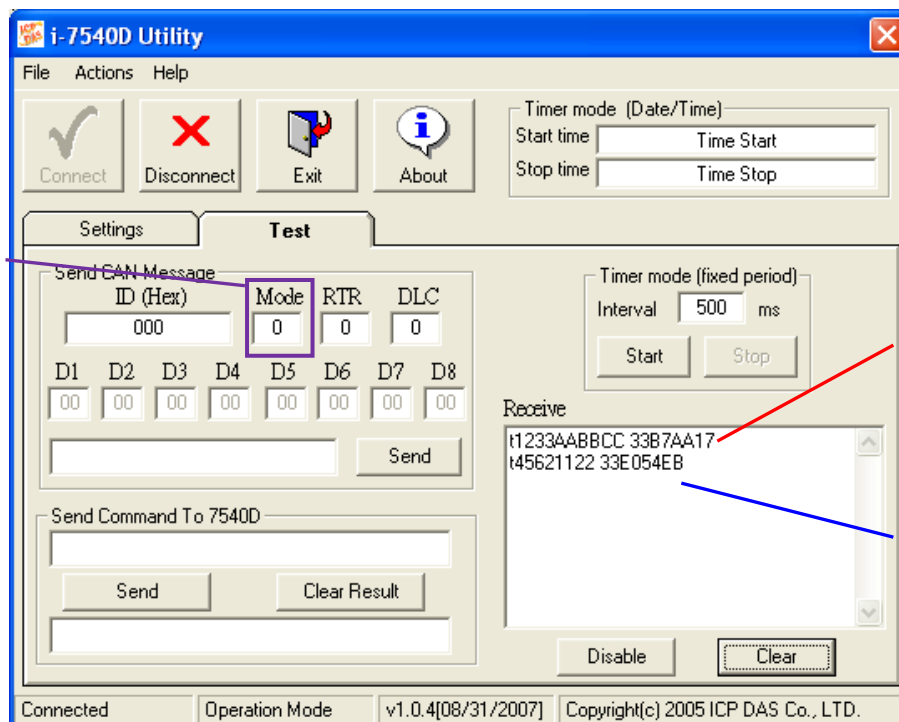 ICP DAS
i-7540D Utility
File Actions Help
Connect Disconnect Exit About
Timer mode (Date/Time)
Start time Time Start
Stop time Time Stop
Settings Test
Send CAN Message
ID (Hex) Mode RTR DLC
000 0 0 0
D1 D2 D3 D4 D5 D6 D7 D8
00 00 00 00 00 00 00 00
Send
Timer mode (fixed period)
Interval 500 ms
Start Stop
Receive
t1233AABBCC 33B7AA17
t45621122 33E054EB
Send Command To 7540D
Send Clear Result
Disable Clear
Connected Operation Mode v1.0.4[08/31/2007] Copyright(c) 2005 ICP DAS Co., LTD.